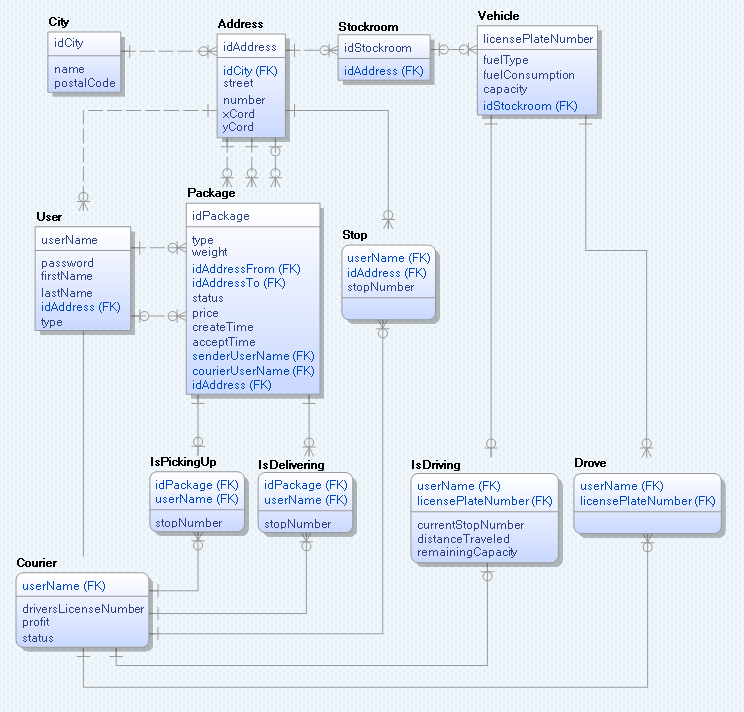 City
idCity
name
postalCode
Address
idAddress
idCity (FK)
street
number
xCord
yCord
Stockroom
idStockroom
idAddress (FK)
Vehicle
licensePlateNumber
fuelType
fuelConsumption
capacity
idStockroom (FK)
User
userName
password
firstName
lastName
idAddress (FK)
type
Package
idPackage
type
weight
idAddressFrom (FK)
idAddressTo (FK)
status
price
createTime
acceptTime
senderUserName (FK)
courierUserName (FK)
idAddress (FK)
Stop
userName (FK)
idAddress (FK)
stopNumber
IsPickingUp
idPackage (FK)
userName (FK)
stopNumber
IsDelivering
idPackage (FK)
userName (FK)
stopNumber
IsDriving
userName (FK)
licensePlateNumber (FK)
currentStopNumber
distanceTraveled
remainingCapacity
Drove
userName (FK)
licensePlateNumber (FK)
Courier
userName (FK)
driversLicenseNumber
profit
status